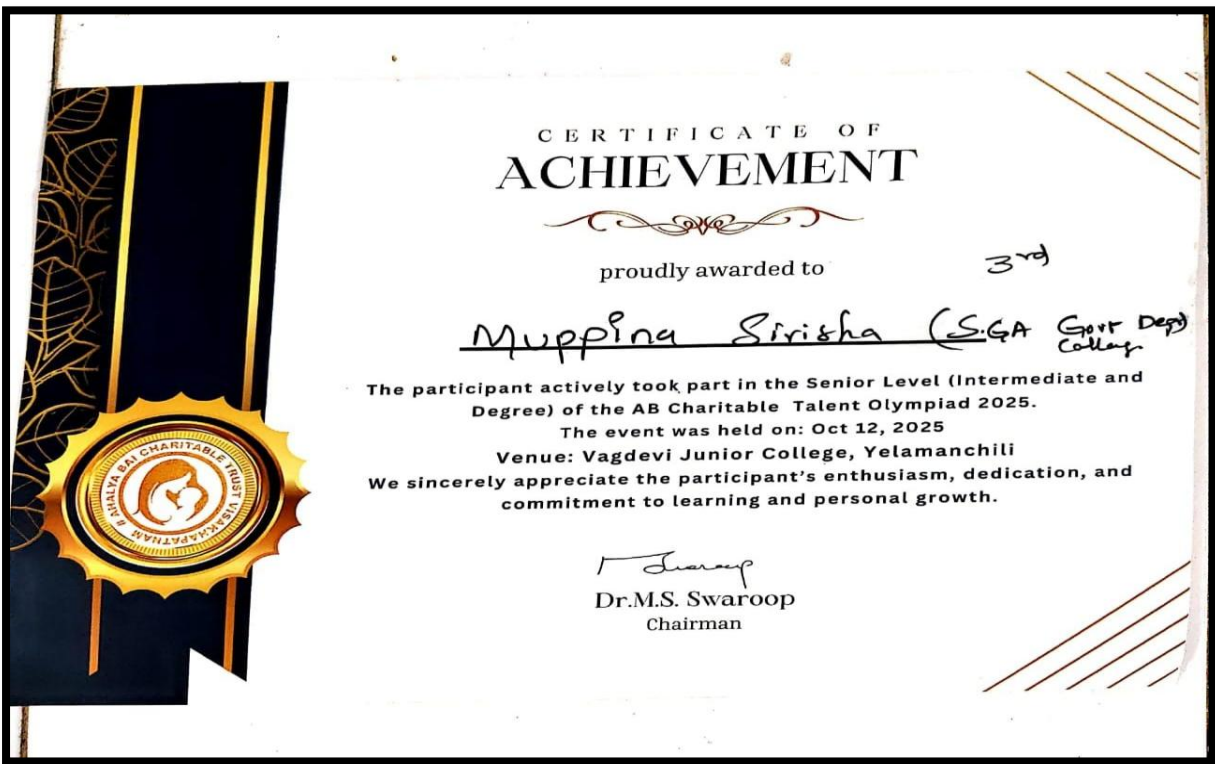 CERTIFICATE OF
ACHIEVEMENT
proudly awarded to
3rd
Muppina Sirisha (S.GA Govt Degr
College
The participant actively took part in the Senior Level (Intermediate and
Degree) of the AB Charitable Talent Olympiad 2025.
The event was held on: Oct 12, 2025
Venue: Vagdevi Junior College, Yelamanchili
We sincerely appreciate the participant's enthusiasm, dedication, and
commitment to learning and personal growth.
Dr.M.S. Swaroop
Chairman
# AHALYA BAI CHARITABLE TRUST VISAKHAPATNAM